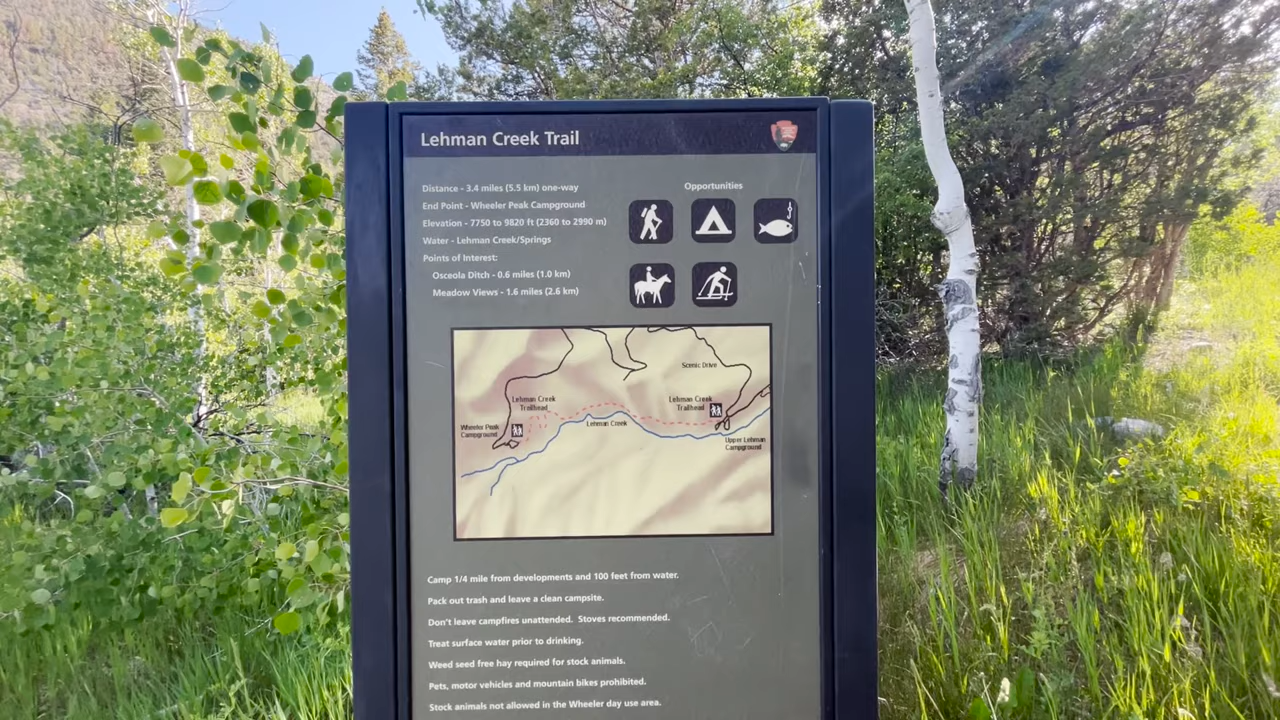 Lehman Creek Trail
Distance - 3.4 miles (5.5 km) one-way
End Point - Wheeler Peak Campground
Elevation - 7750 to 9820 ft (2360 to 2990 m)
Water - Lehman Creek/Springs
Points of Interest:
Osceola Ditch - 0.6 miles (1.0 km)
Meadow Views - 1.6 miles (2.6 km)
Opportunities
Scenic Drive
Lehman Creek
Trailhead
Lehman Creek
Trailhead
Wheeler Peak
Campground
Lehman Creek
Upper Lehman
Campground
Camp 1/4 mile from developments and 100 feet from water.
Pack out trash and leave a clean campsite.
Don't leave campfires unattended. Stoves recommended.
Treat surface water prior to drinking.
Weed seed free hay required for stock animals.
Pets, motor vehicles and mountain bikes prohibited.
Stock animals not allowed in the Wheeler day use area.